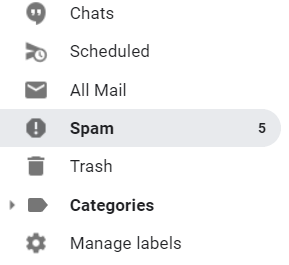 Chats
Scheduled
All Mail
Spam 5
Trash
Categories
Manage labels